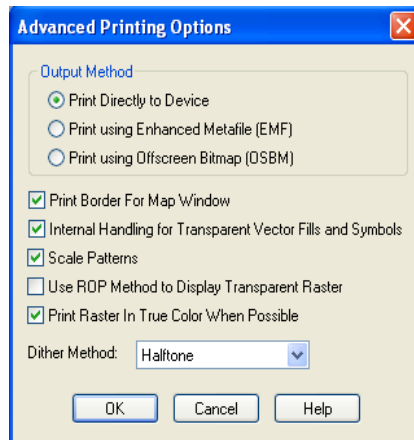 Advanced Printing Options
Output Method
Print Directly to Device
Print using Enhanced Metafile (EMF)
Print using Offscreen Bitmap (OSBM)
Print Border For Map Window
Internal Handling for Transparent Vector Fills and Symbols
Scale Patterns
Use ROP Method to Display Transparent Raster
Print Raster In True Color When Possible
Dither Method: Halftone
OK Cancel Help